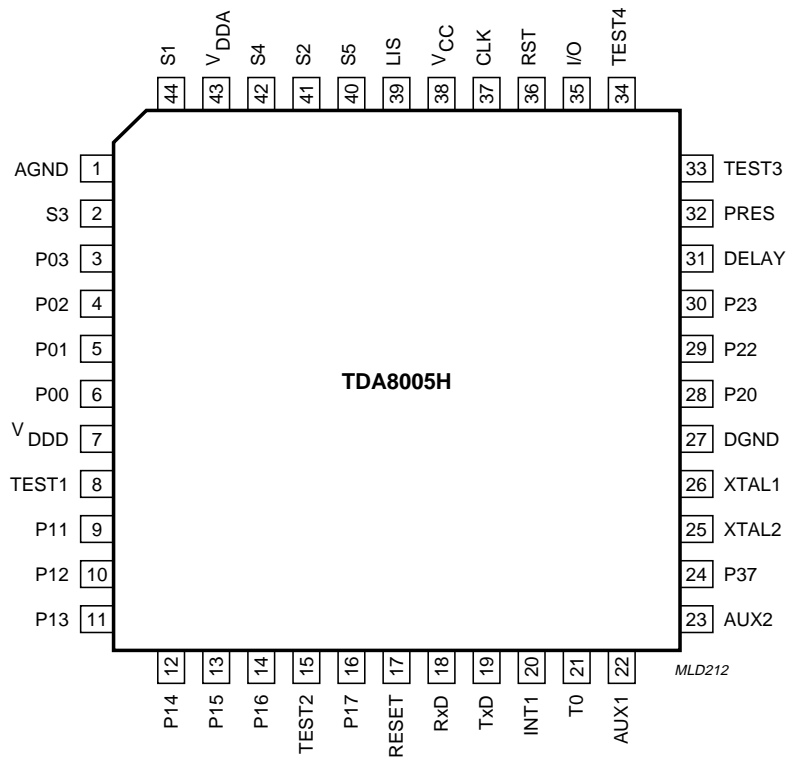 44 S1
43 VDDA
42 S4
41 S2
40 S5
39 LIS
38 VCC
37 CLK
36 RST
35 I/O
34 TEST4
AGND 1
S3 2
P03 3
P02 4
P01 5
P00 6
VDDD 7
TEST1 8
P11 9
P12 10
P13 11
TDA8005H
33 TEST3
32 PRES
31 DELAY
30 P23
29 P22
28 P20
27 DGND
26 XTAL1
25 XTAL2
24 P37
23 AUX2
P14 12
P15 13
P16 14
TEST2 15
P17 16
RESET 17
RxD 18
TxD 19
INT1 20
T0 21
AUX1 22
MLD212